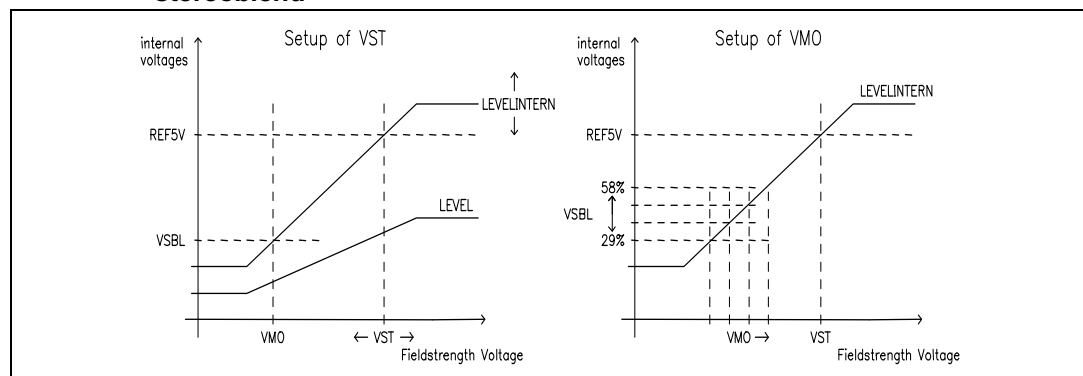 Setup of VST
internal
voltages
LEVELINTERN
REF5V
LEVEL
VSBL
VMO
← VST →
Fieldstrength Voltage
Setup of VMO
internal
voltages
LEVELINTERN
REF5V
58%
VSBL
29%
VMO →
VST
Fieldstrength Voltage